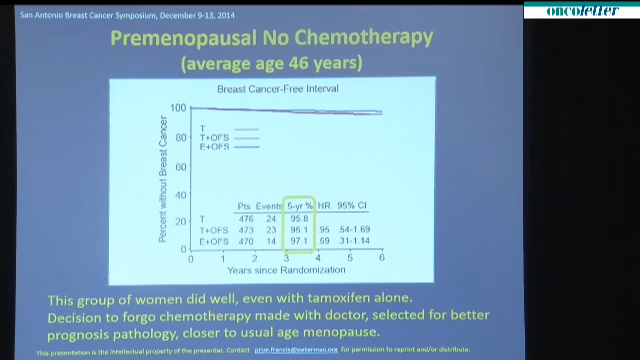 San Antonio Breast Cancer Symposium, December 9-13, 2014
oncoletter
Premenopausal No Chemotherapy
(average age 46 years)
Breast Cancer-Free Interval
Percent without Breast Cancer
100
80
60
40
20
0
T
T+OFS
E+OFS
Pts Events 5-yr % HR 95% CI
T 476 24 95.8
T+OFS 473 23 95.1 .95 .54-1.69
E+OFS 470 14 97.1 .59 .31-1.14
0 1 2 3 4 5 6
Years since Randomization
This group of women did well, even with tamoxifen alone.
Decision to forgo chemotherapy made with doctor, selected for better
prognosis pathology, closer to usual age menopause.
This presentation is the intellectual property of the presenter. Contact prue.francis@petermac.org for permission to reprint and/or distribute.